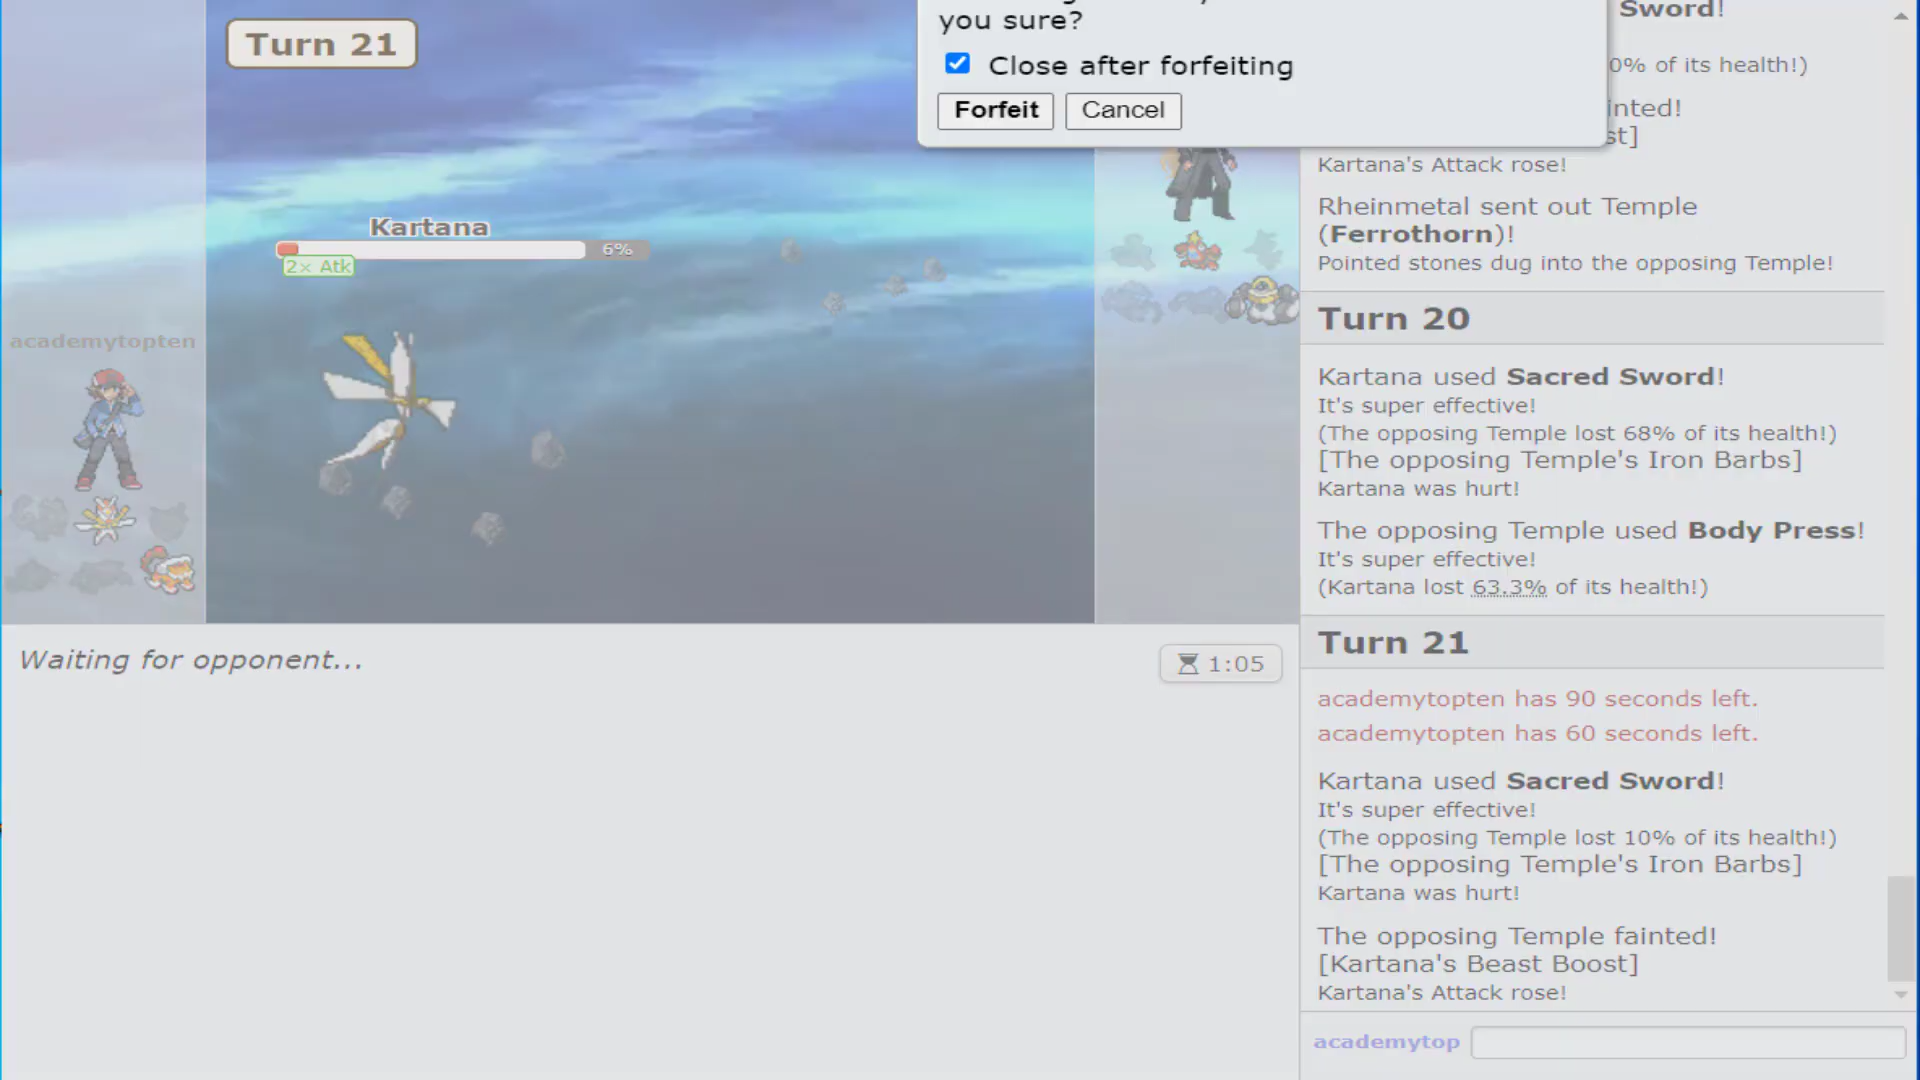 Turn 21
you sure?
Close after forfeiting
Forfeit
Cancel
Kartana
6%
2× Atk
academytopten
Waiting for opponent...
1:05
Sword!
0% of its health!)
Kartana's Attack rose!
Rheinmetal sent out Temple
(Ferrothorn)!
Pointed stones dug into the opposing Temple!
Turn 20
Kartana used Sacred Sword!
It's super effective!
(The opposing Temple lost 68% of its health!)
[The opposing Temple's Iron Barbs]
Kartana was hurt!
The opposing Temple used Body Press!
It's super effective!
(Kartana lost 63.3% of its health!)
Turn 21
academytopten has 90 seconds left.
academytopten has 60 seconds left.
Kartana used Sacred Sword!
It's super effective!
(The opposing Temple lost 10% of its health!)
[The opposing Temple's Iron Barbs]
Kartana was hurt!
The opposing Temple fainted!
[Kartana's Beast Boost]
Kartana's Attack rose!
academytop